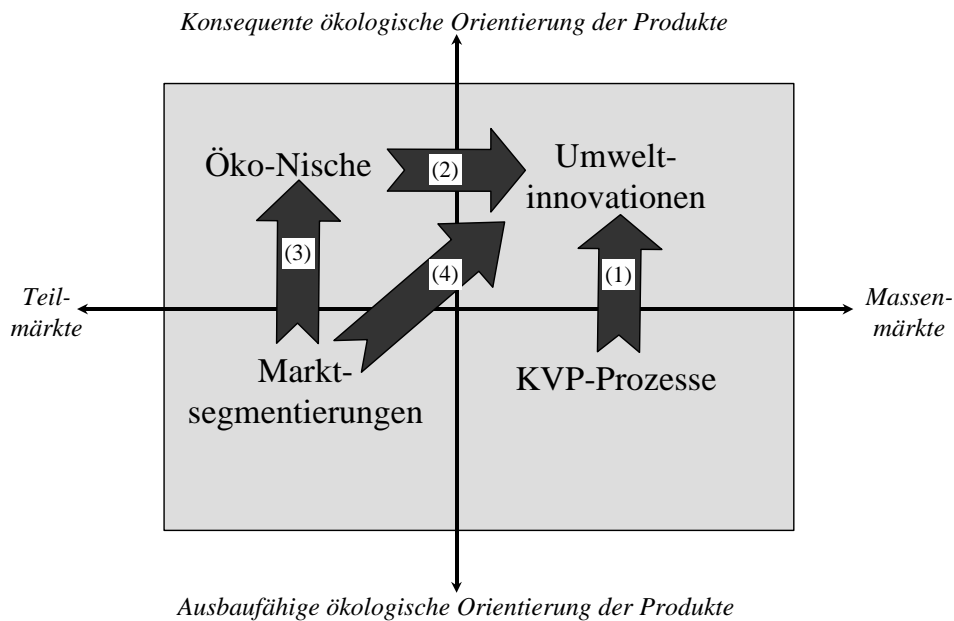 Konsequente ökologische Orientierung der Produkte
Öko-Nische
(2)
Umwelt-
innovationen
(3)
(4)
(1)
Teil-
märkte
Massen-
märkte
Markt-
segmentierungen
KVP-Prozesse
Ausbaufähige ökologische Orientierung der Produkte